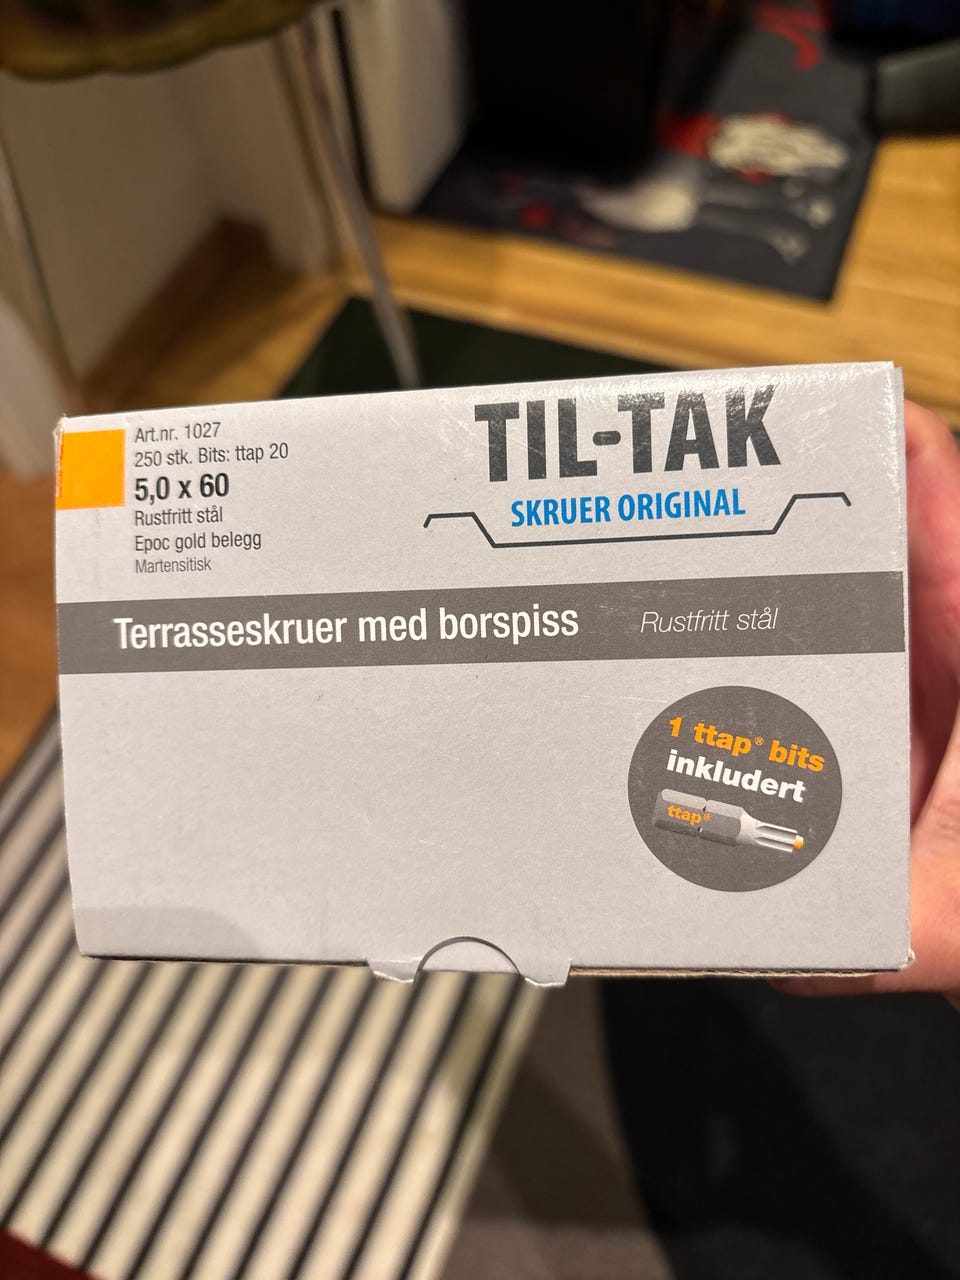 Art.nr. 1027
250 stk. Bits: ttap 20
5,0 x 60
Rustfritt stål
Epoc gold belegg
Martensitisk
TIL-TAK
SKRUER ORIGINAL
Terrasseskruer med borspiss
Rustfritt stål
1 ttap® bits
inkludert
ttap®